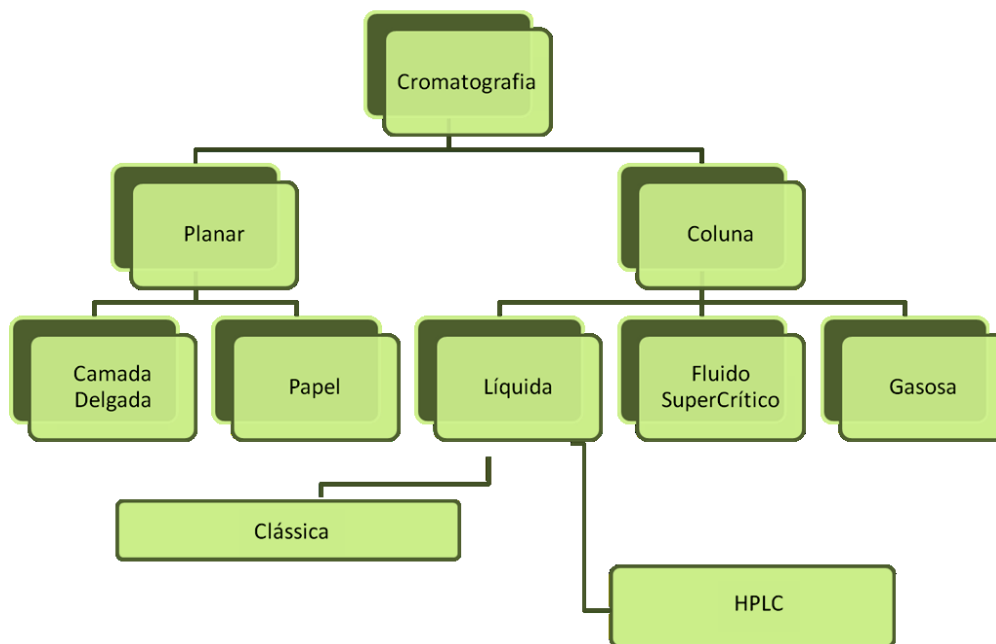 Cromatografia
Planar
Coluna
Camada
Delgada
Papel
Líquida
Fluido
SuperCrítico
Gasosa
Clássica
HPLC